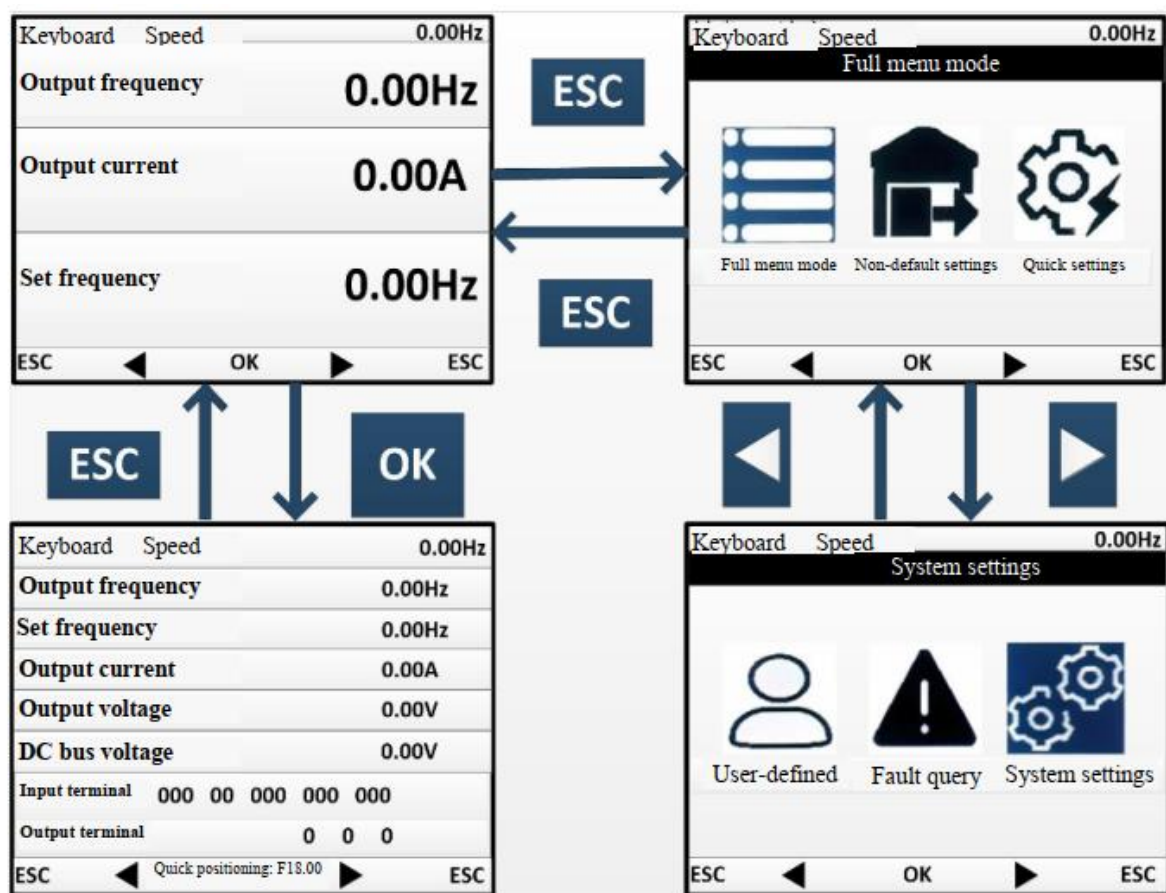 Keyboard Speed 0.00Hz
Output frequency 0.00Hz
Output current 0.00A
Set frequency 0.00Hz
ESC ◀ OK ▶ ESC
ESC
ESC
Keyboard Speed 0.00Hz
Full menu mode
Full menu mode Non-default settings Quick settings
ESC ◀ OK ▶ ESC
ESC
OK
Keyboard Speed 0.00Hz
Output frequency 0.00Hz
Set frequency 0.00Hz
Output current 0.00A
Output voltage 0.00V
DC bus voltage 0.00V
Input terminal 000 00 000 000 000
Output terminal 0 0 0
ESC ◀ Quick positioning: F18.00 ▶ ESC
Keyboard Speed 0.00Hz
System settings
User-defined Fault query System settings
ESC ◀ OK ▶ ESC